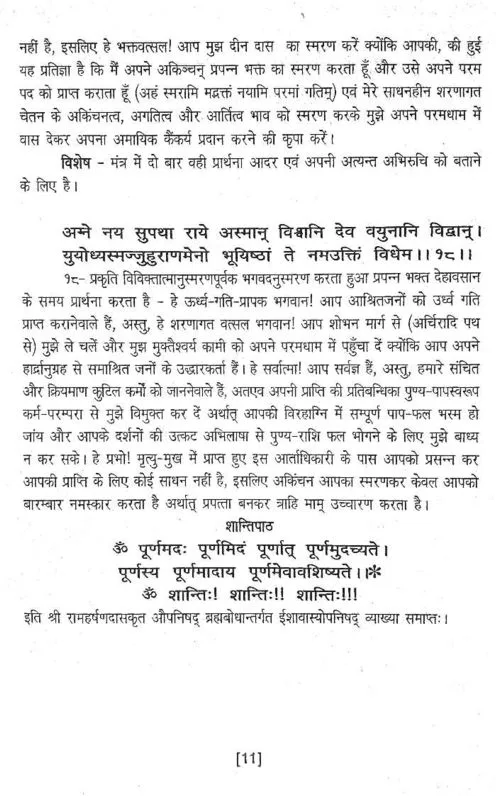 नहीं है, इसलिए हे भक्तवत्सल! आप मुझ दीन दास का स्मरण करें क्योंकि आपकी, की हुई
यह प्रतिज्ञा है कि मैं अपने अकिञ्चन् प्रपन्न भक्त का स्मरण करता हूँ और उसे अपने परम
पद को प्राप्त कराता हूँ (अहं स्मरामि मद्भक्तं नयामि परमां गतिम्) एवं मेरे साधनहीन शरणागत
चेतन के अकिंचनत्व, अगतित्व और आर्तित्व भाव को स्मरण करके मुझे अपने परमधाम में
वास देकर अपना अमायिक कैंकर्य प्रदान करने की कृपा करें।
विशेष - मंत्र में दो बार वही प्रार्थना आदर एवं अपनी अत्यन्त अभिरुचि को बताने
के लिए है।
अग्ने नय सुपथा राये अस्मान् विश्वानि देव वयुनानि विद्वान्।
युयोध्यस्मज्जुहुराणमेनो भूयिष्ठां ते नमउक्तिं विधेम।।१८।।
१८- प्रकृति विविक्तात्मानुस्मरणपूर्वक भगवदनुस्मरण करता हुआ प्रपन्न भक्त देहावसान
के समय प्रार्थना करता है - हे ऊर्ध्व-गति-प्रापक भगवान! आप आश्रितजनों को उर्ध्व गति
प्राप्त करानेवाले हैं, अस्तु, हे शरणागत वत्सल भगवान! आप शोभन मार्ग से (अर्चिरादि पथ
से) मुझे ले चलें और मुझ मुक्तैश्वर्य कामी को अपने परमधाम में पहुँचा दें क्योंकि आप अपने
हार्द्रानुग्रह से समाश्रित जनों के उद्धारकर्ता हैं। हे सर्वात्मा! आप सर्वज्ञ हैं, अस्तु, हमारे संचित
और क्रियमाण कुटिल कर्मों को जाननेवाले हैं, अतएव अपनी प्राप्ति की प्रतिबन्धिका पुण्य-पापस्वरूप
कर्म-परम्परा से मुझे विमुक्त कर दें अर्थात् आपकी विरहाग्नि में सम्पूर्ण पाप-फल भस्म हो
जांय और आपके दर्शनों की उत्कट अभिलाषा से पुण्य-राशि फल भोगने के लिए मुझे बाध्य
न कर सके। हे प्रभो! मृत्यु-मुख में प्राप्त हुए इस आर्ताधिकारी के पास आपको प्रसन्न कर
आपकी प्राप्ति के लिए कोई साधन नहीं है, इसलिए अकिंचन आपका स्मरणकर केवल आपको
बारम्बार नमस्कार करता है अर्थात् प्रपत्ता बनकर त्राहि माम् उच्चारण करता है।
शान्तिपाठ
ॐ पूर्णमदः पूर्णमिदं पूर्णात् पूर्णमुदच्यते।
पूर्णस्य पूर्णमादाय पूर्णमेवावशिष्यते।।*
ॐ शान्तिः! शान्तिः!! शान्तिः!!!
इति श्री रामहर्षणदासकृत औपनिषद् ब्रह्मबोधान्तर्गत ईशावास्योपनिषद् व्याख्या समाप्तः।
[11]